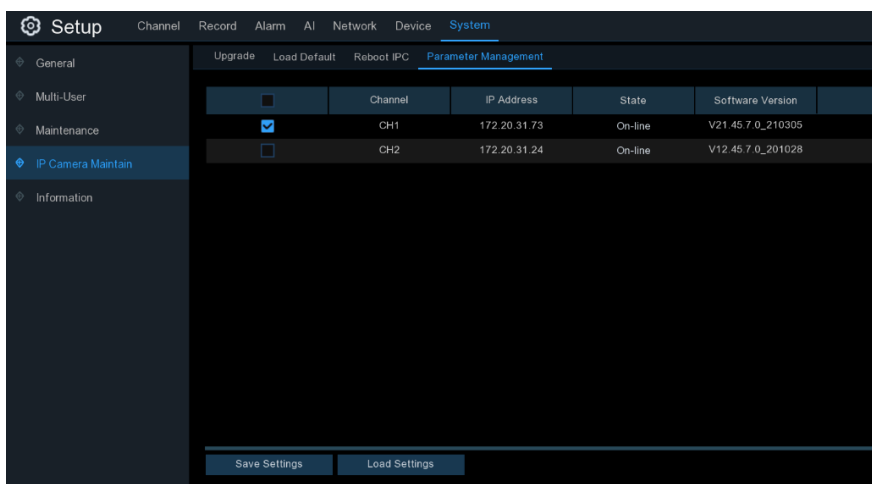 Setup Channel Record Alarm AI Network Device System
General
Multi-User
Maintenance
IP Camera Maintain
Information
Upgrade Load Default Reboot IPC Parameter Management
Channel IP Address State Software Version
CH1 172.20.31.73 On-line V21.45.7.0_210305
CH2 172.20.31.24 On-line V12.45.7.0_201028
Save Settings Load Settings